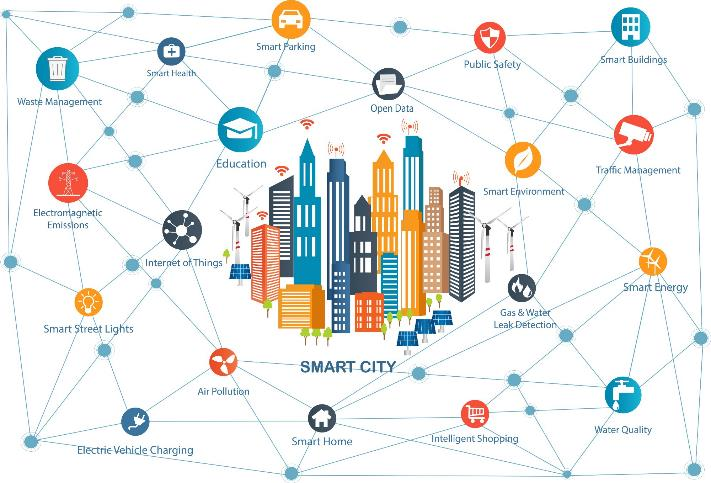 Smart Parking
Smart Health
Public Safety
Smart Buildings
Waste Management
Open Data
Education
Traffic Management
Smart Environment
Electromagnetic
Emissions
Internet of Things
Smart Energy
Smart Street Lights
Gas & Water
Leak Detection
SMART CITY
Air Pollution
Electric Vehicle Charging
Smart Home
Intelligent Shopping
Water Quality